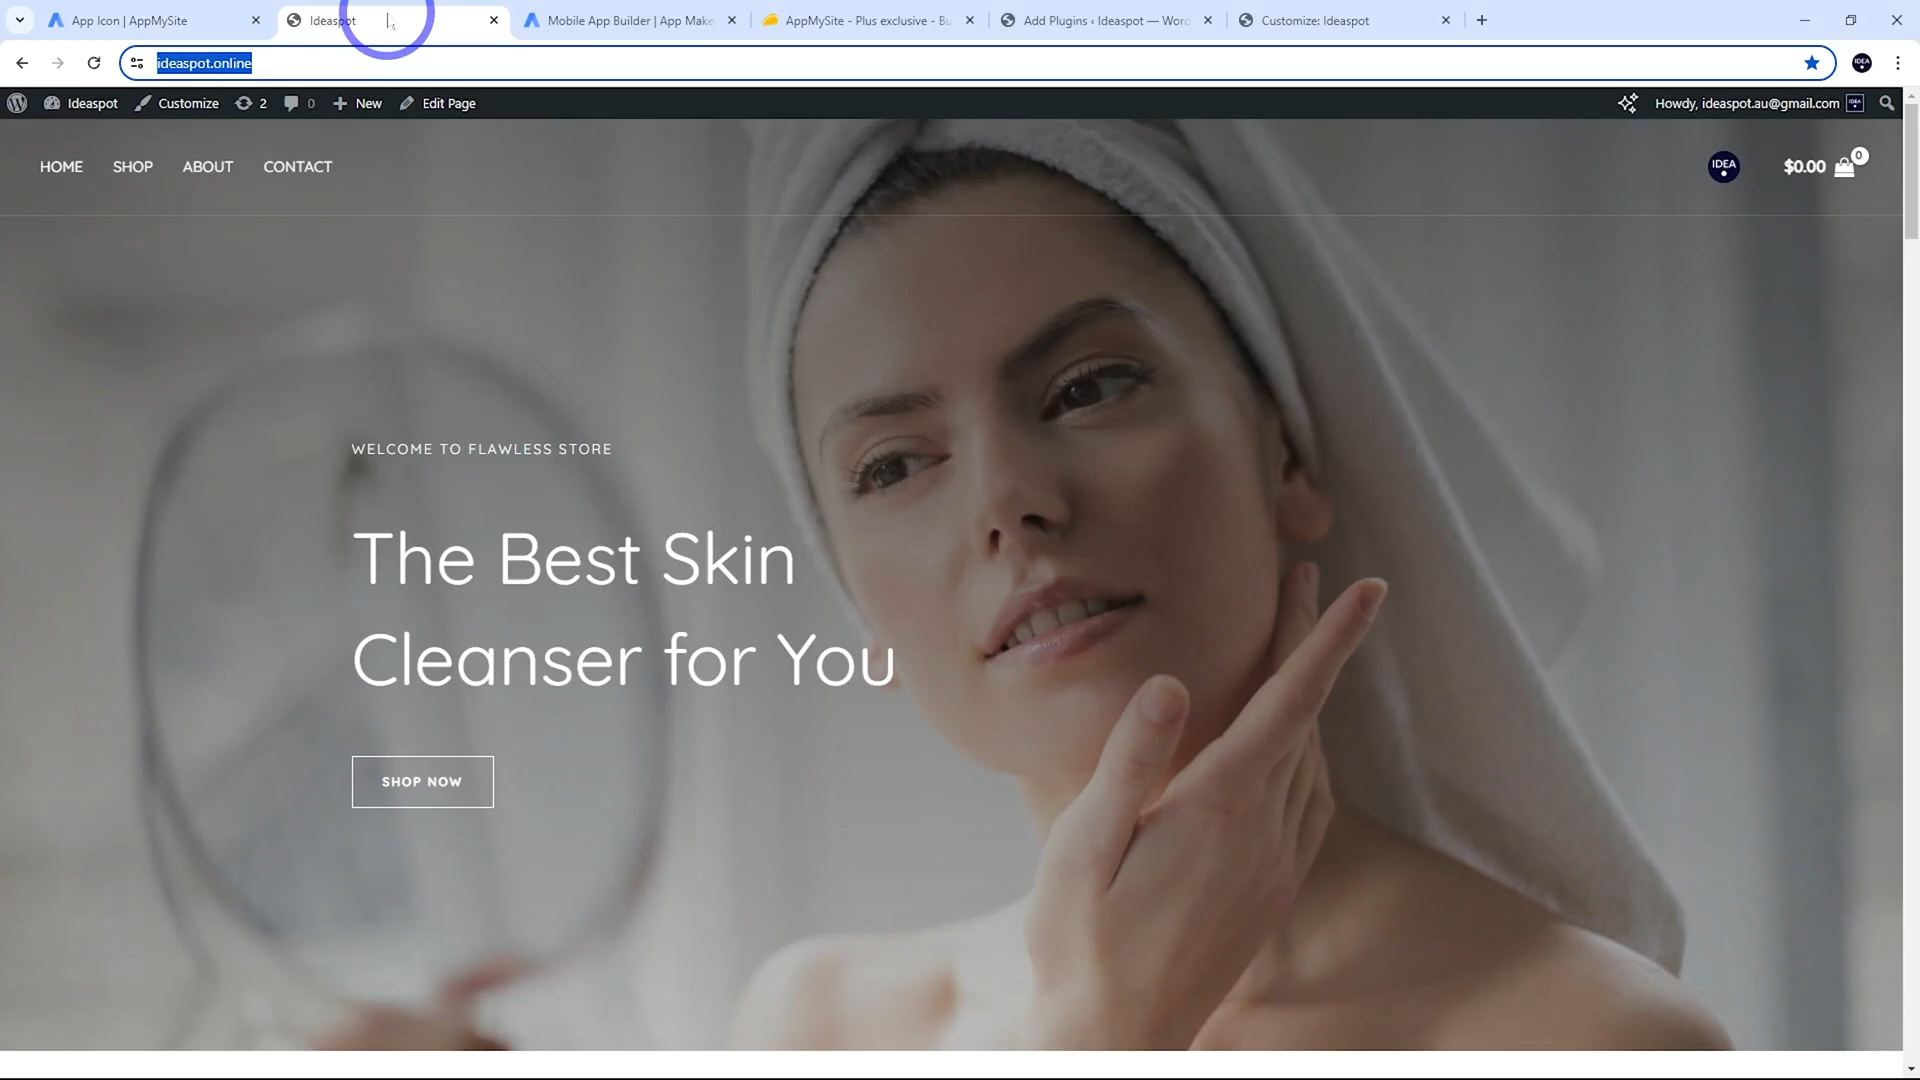 App Icon | AppMySite
Ideaspot
Mobile App Builder | App Make
AppMySite - Plus exclusive - Bu
Add Plugins ‹ Ideaspot — Word
Customize: Ideaspot
ideaspot.online
IDEA
Ideaspot
Customize
2
0
New
Edit Page
Howdy, ideaspot.au@gmail.com
HOME
SHOP
ABOUT
CONTACT
IDEA
$0.00
0
WELCOME TO FLAWLESS STORE
The Best Skin
Cleanser for You
SHOP NOW